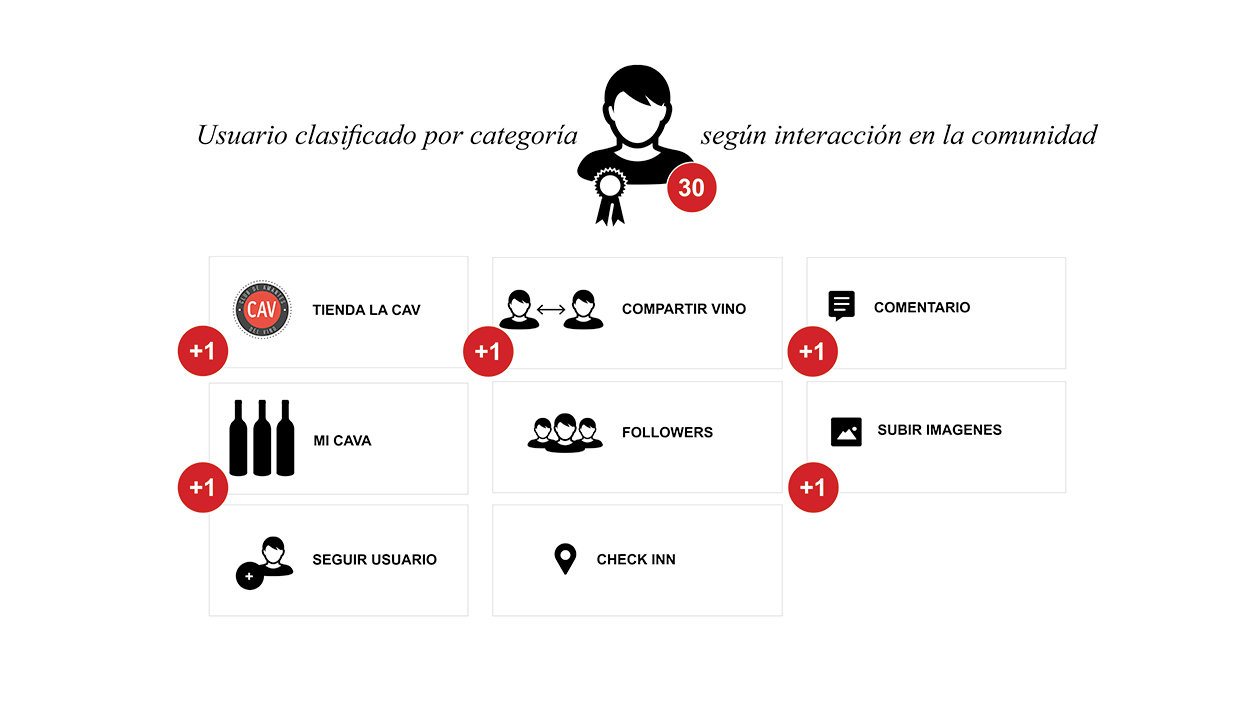 Usuario clasificado por categoría según interacción en la comunidad
30
CLUB DE AMANTES
CAV
DEL VINO
TIENDA LA CAV
+1
COMPARTIR VINO
+1
COMENTARIO
+1
MI CAVA
+1
FOLLOWERS
SUBIR IMAGENES
+1
SEGUIR USUARIO
+
CHECK INN